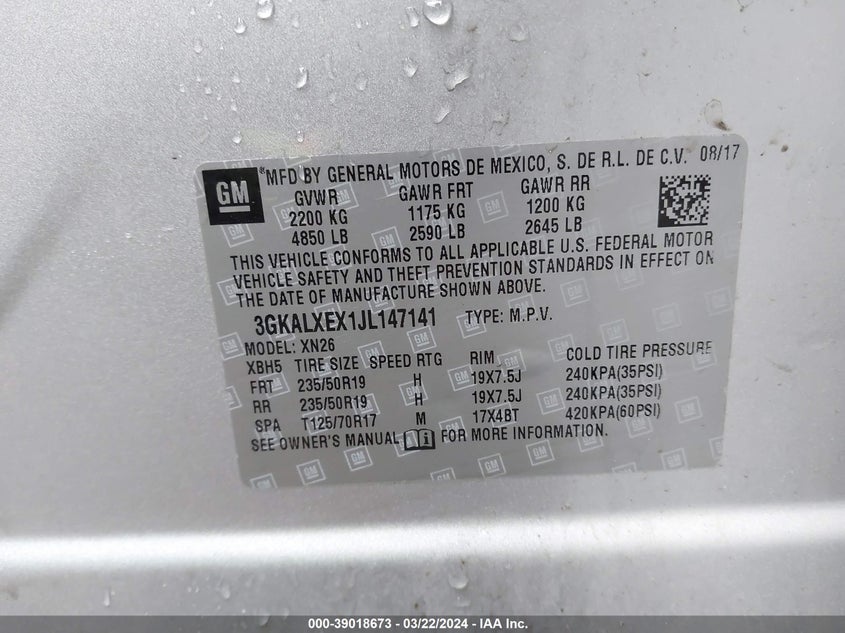 GM ®MFD BY GENERAL MOTORS DE MEXICO, S. DE R.L. DE C.V. 08/17
GVWR GAWR FRT GAWR RR
2200 KG 1175 KG 1200 KG
4850 LB 2590 LB 2645 LB
THIS VEHICLE CONFORMS TO ALL APPLICABLE U.S. FEDERAL MOTOR
VEHICLE SAFETY AND THEFT PREVENTION STANDARDS IN EFFECT ON
THE DATE OF MANUFACTURE SHOWN ABOVE.
3GKALXEX1JL147141 TYPE: M.P.V.
MODEL: XN26
XBH5 TIRE SIZE SPEED RTG RIM COLD TIRE PRESSURE
FRT 235/50R19 H 19X7.5J 240KPA(35PSI)
RR 235/50R19 H 19X7.5J 240KPA(35PSI)
SPA T125/70R17 M 17X4BT 420KPA(60PSI)
SEE OWNER'S MANUAL FOR MORE INFORMATION.
000-39018673 - 03/22/2024 - IAA Inc.